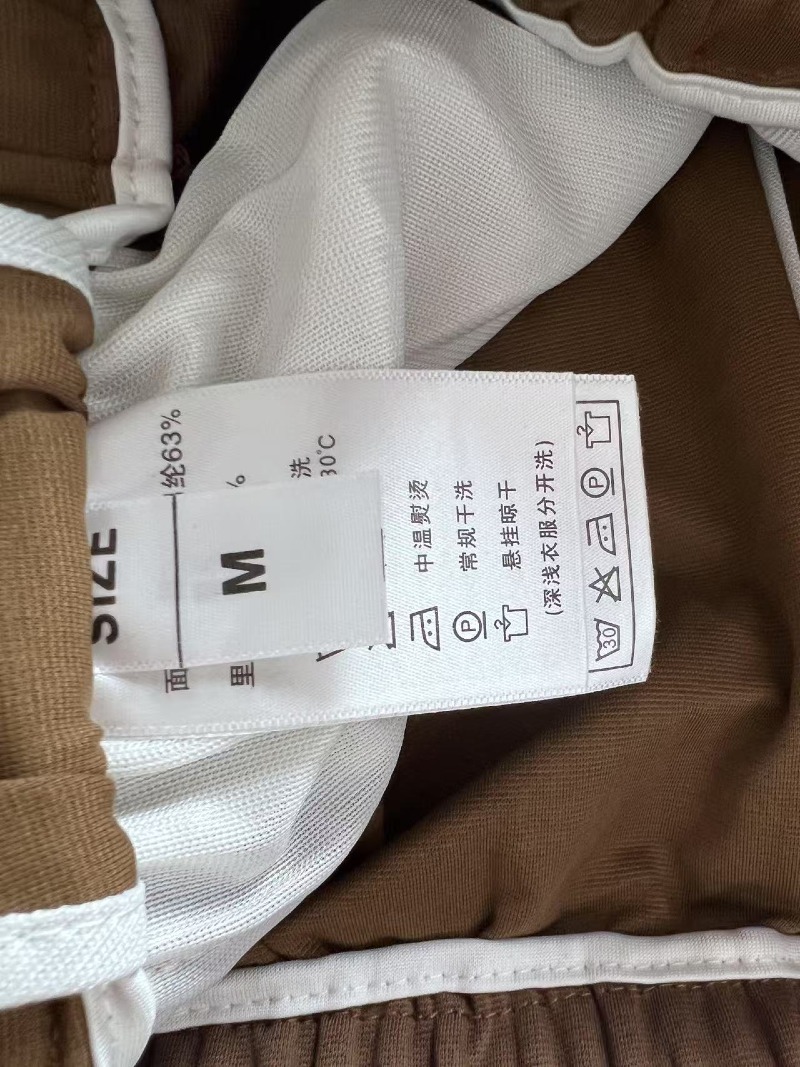 SIZE
M
面 纶63%
里 %
洗
30℃
中温熨烫
P 常规干洗
悬挂晾干
(深浅衣服分开洗)
30 P